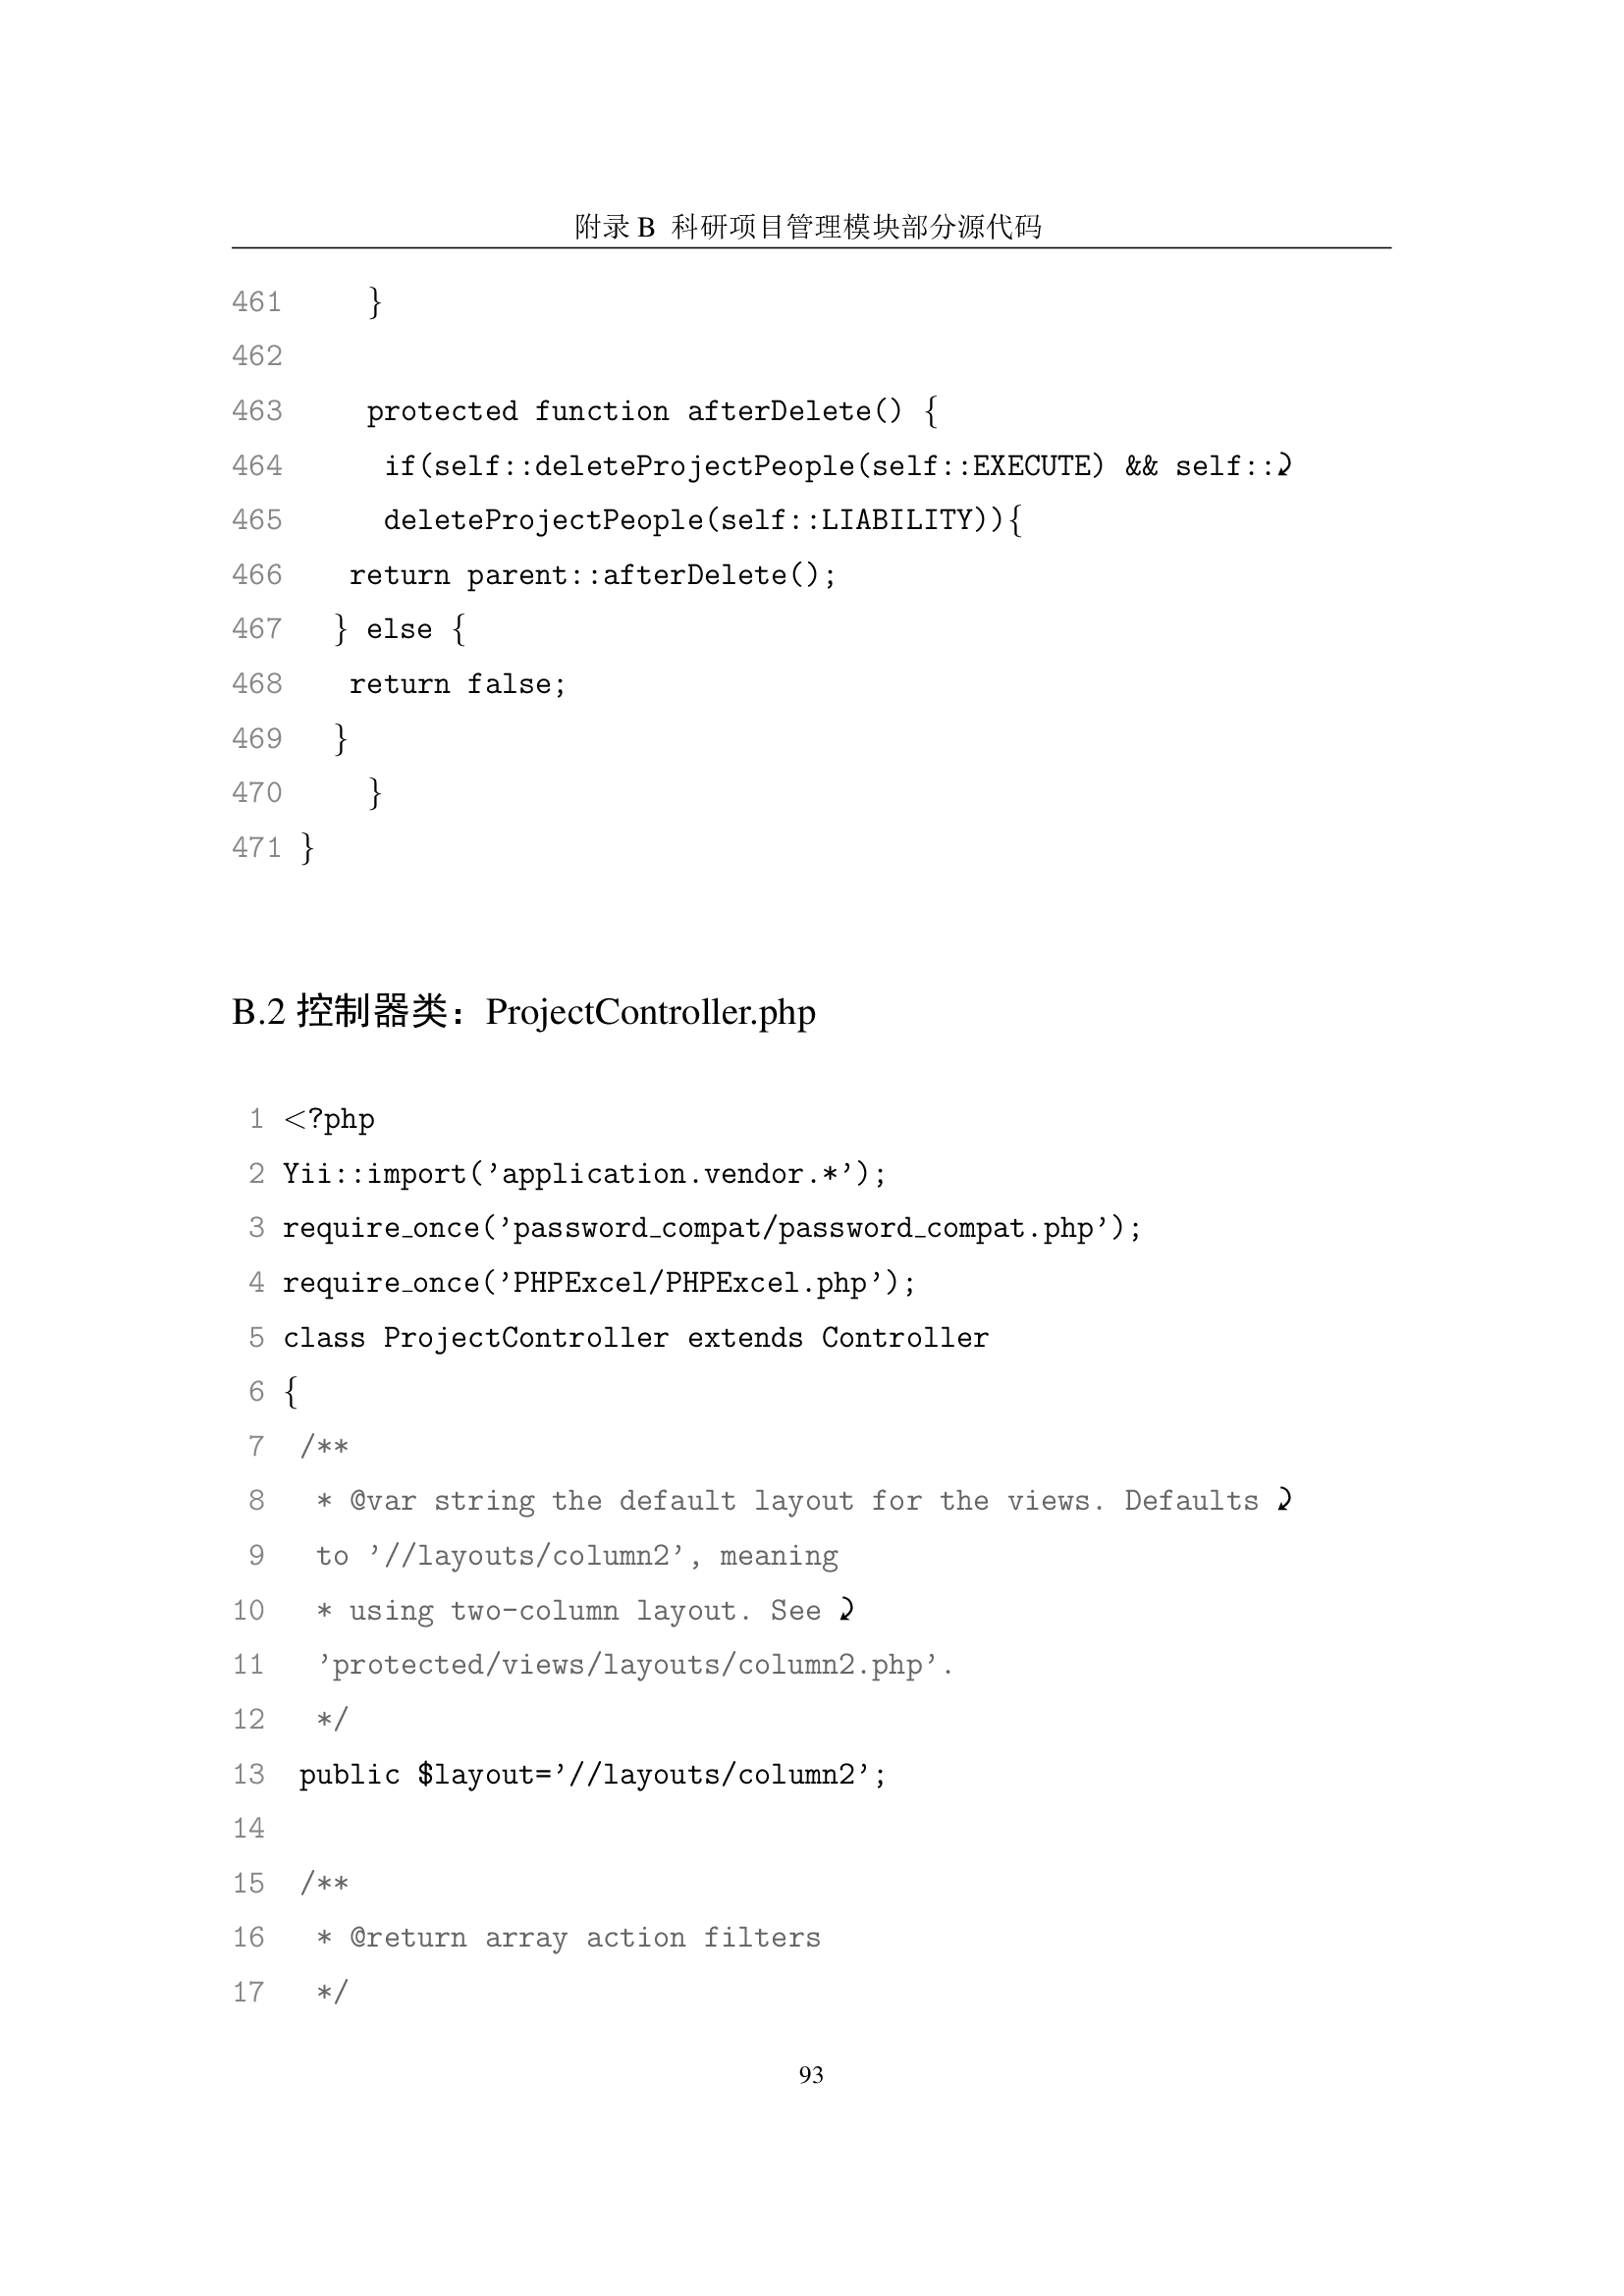 附录 B 科研项目管理模块部分源代码
461     }
462
463     protected function afterDelete() {
464      if(self::deleteProjectPeople(self::EXECUTE) && self::⤸
465      deleteProjectPeople(self::LIABILITY)){
466    return parent::afterDelete();
467   } else {
468    return false;
469   }
470     }
471 }
B.2 控制器类：ProjectController.php
1 <?php
2 Yii::import('application.vendor.*');
3 require_once('password_compat/password_compat.php');
4 require_once('PHPExcel/PHPExcel.php');
5 class ProjectController extends Controller
6 {
7  /**
8   * @var string the default layout for the views. Defaults ⤸
9   to '//layouts/column2', meaning
10   * using two-column layout. See ⤸
11   'protected/views/layouts/column2.php'.
12   */
13  public $layout='//layouts/column2';
14
15  /**
16   * @return array action filters
17   */
93